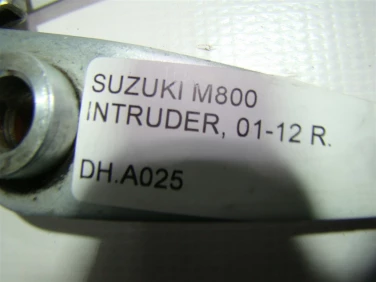 SUZUKI M800
INTRUDER, 01-12 R.
DH.A025